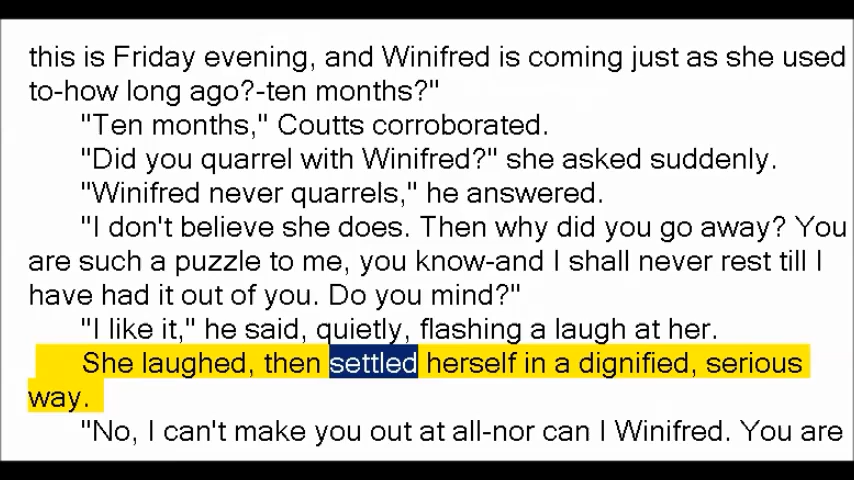 this is Friday evening, and Winifred is coming just as she used
to-how long ago?-ten months?"
"Ten months," Coutts corroborated.
"Did you quarrel with Winifred?" she asked suddenly.
"Winifred never quarrels," he answered.
"I don't believe she does. Then why did you go away? You
are such a puzzle to me, you know-and I shall never rest till I
have had it out of you. Do you mind?"
"I like it," he said, quietly, flashing a laugh at her.
She laughed, then settled herself in a dignified, serious
way.
"No, I can't make you out at all-nor can I Winifred. You are